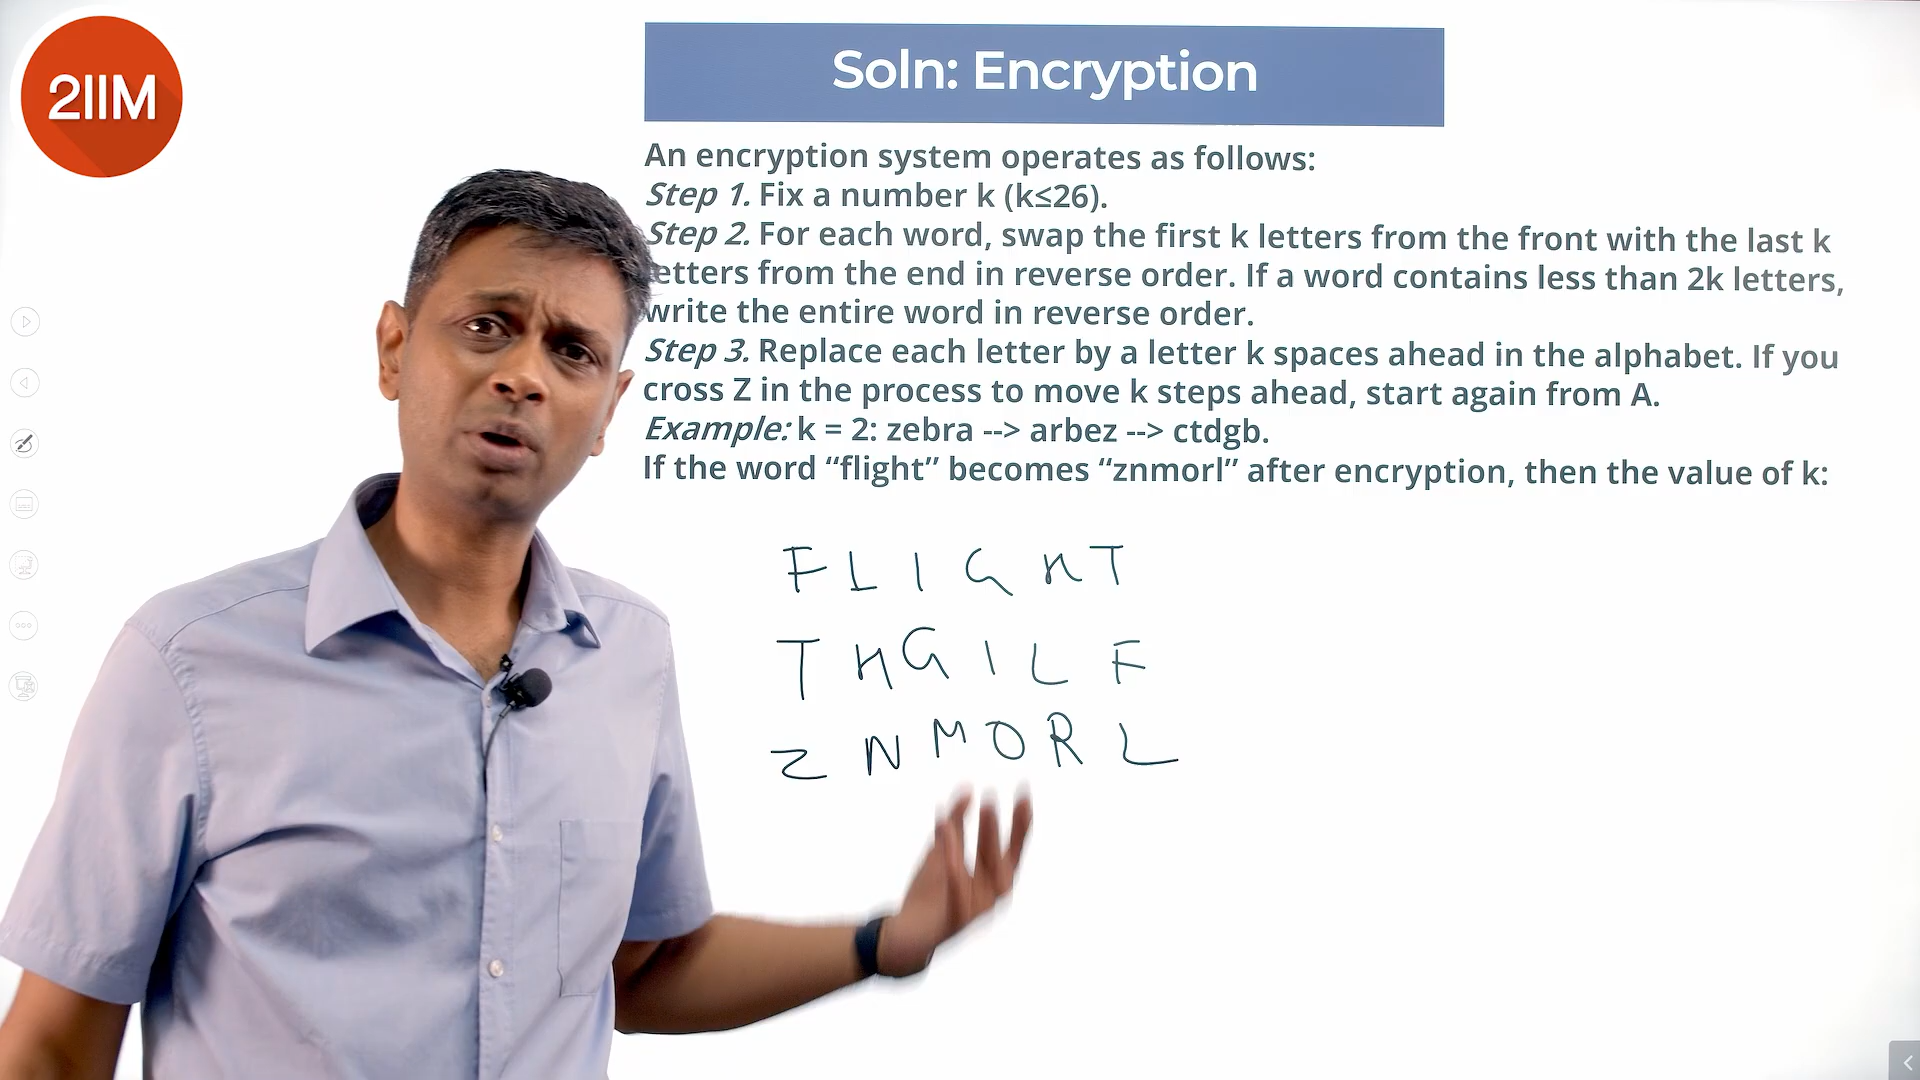 2IIM
Soln: Encryption
An encryption system operates as follows:
Step 1. Fix a number k (k≤26).
Step 2. For each word, swap the first k letters from the front with the last k
letters from the end in reverse order. If a word contains less than 2k letters,
write the entire word in reverse order.
Step 3. Replace each letter by a letter k spaces ahead in the alphabet. If you
cross Z in the process to move k steps ahead, start again from A.
Example: k = 2: zebra --> arbez --> ctdgb.
If the word “flight” becomes “znmorl” after encryption, then the value of k:
F L I G H T
T H G I L F
Z N M O R L